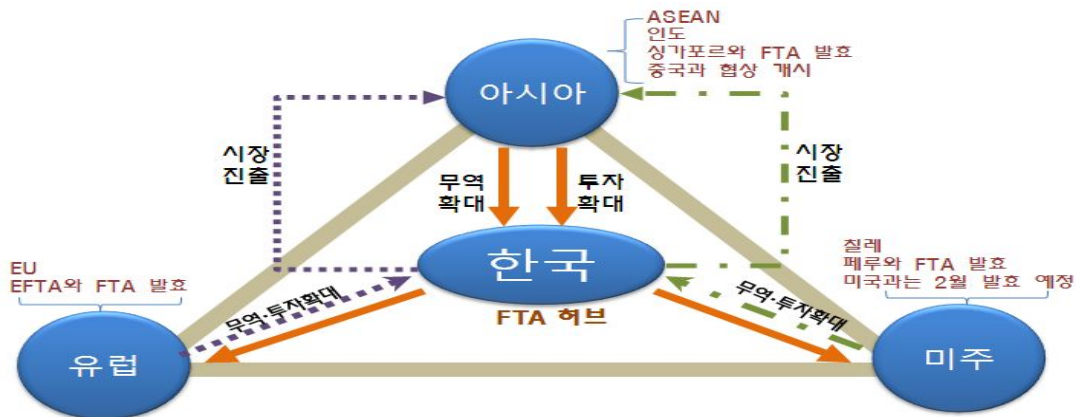 ASEAN
인도
싱가포르와 FTA 발효
중국과 협상 개시
아시아
시장
진출
무역
확대
투자
확대
시장
진출
한국
FTA 허브
EU
EFTA와 FTA 발효
칠레
페루와 FTA 발효
미국과는 2월 발효 예정
무역·투자확대
무역·투자확대
유럽
미주